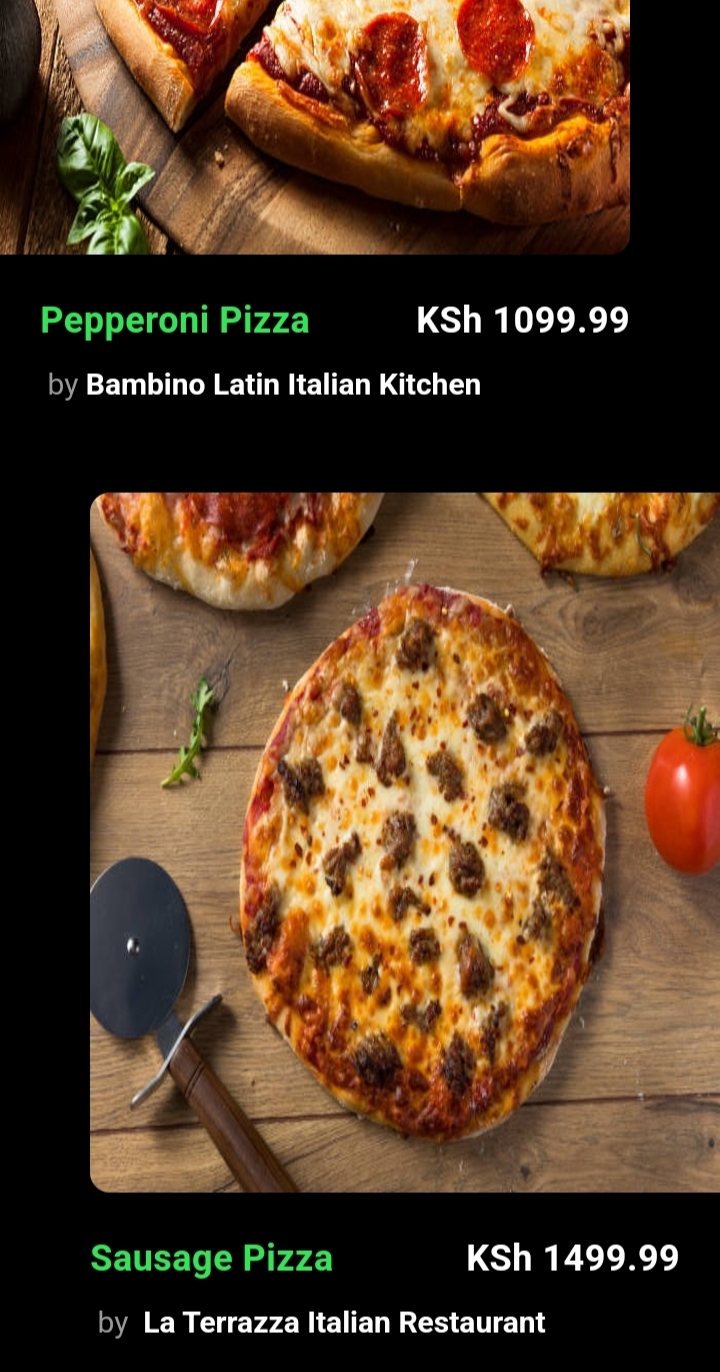 Pepperoni Pizza KSh 1099.99
by Bambino Latin Italian Kitchen
Sausage Pizza KSh 1499.99
by La Terrazza Italian Restaurant